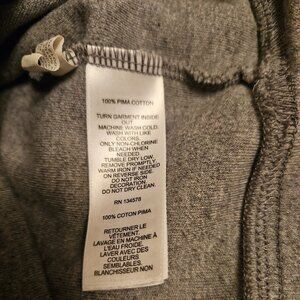 100% PIMA COTTON
TURN GARMENT INSIDE
OUT.
MACHINE WASH COLD.
WASH WITH LIKE
COLORS.
ONLY NON-CHLORINE
BLEACH WHEN
NEEDED.
TUMBLE DRY LOW.
REMOVE PROMPTLY.
WARM IRON IF NEEDED
ON REVERSE SIDE.
DO NOT IRON
DECORATION.
DO NOT DRY CLEAN.
RN 134578
100% COTON PIMA
RETOURNER LE
VÊTEMENT.
LAVAGE EN MACHINE À
L'EAU FROIDE.
LAVER AVEC DES
COULEURS
SEMBLABLES.
BLANCHISSEUR NON